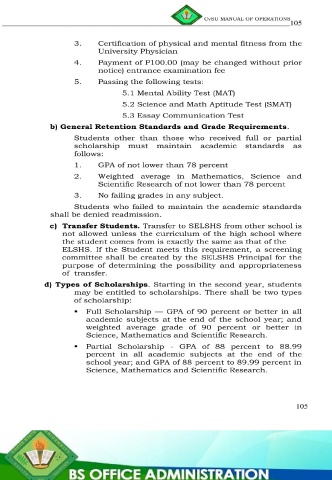 CvSU MANUAL OF OPERATIONS
105
3. Certification of physical and mental fitness from the
University Physician
4. Payment of P100.00 (may be changed without prior
notice) entrance examination fee
5. Passing the following tests:
5.1 Mental Ability Test (MAT)
5.2 Science and Math Aptitude Test (SMAT)
5.3 Essay Communication Test
b) General Retention Standards and Grade Requirements.
Students other than those who received full or partial
scholarship must maintain academic standards as
follows:
1. GPA of not lower than 78 percent
2. Weighted average in Mathematics, Science and
Scientific Research of not lower than 78 percent
3. No failing grades in any subject.
Students who failed to maintain the academic standards
shall be denied readmission.
c) Transfer Students. Transfer to SELSHS from other school is
not allowed unless the curriculum of the high school where
the student comes from is exactly the same as that of the
ELSHS. If the Student meets this requirement, a screening
committee shall be created by the SELSHS Principal for the
purpose of determining the possibility and appropriateness
of transfer.
d) Types of Scholarships. Starting in the second year, students
may be entitled to scholarships. There shall be two types
of scholarship:
• Full Scholarship — GPA of 90 percent or better in all
academic subjects at the end of the school year; and
weighted average grade of 90 percent or better in
Science, Mathematics and Scientific Research.
• Partial Scholarship - GPA of 88 percent to 88.99
percent in all academic subjects at the end of the
school year; and GPA of 88 percent to 89.99 percent in
Science, Mathematics and Scientific Research.
105
BS OFFICE ADMINISTRATION